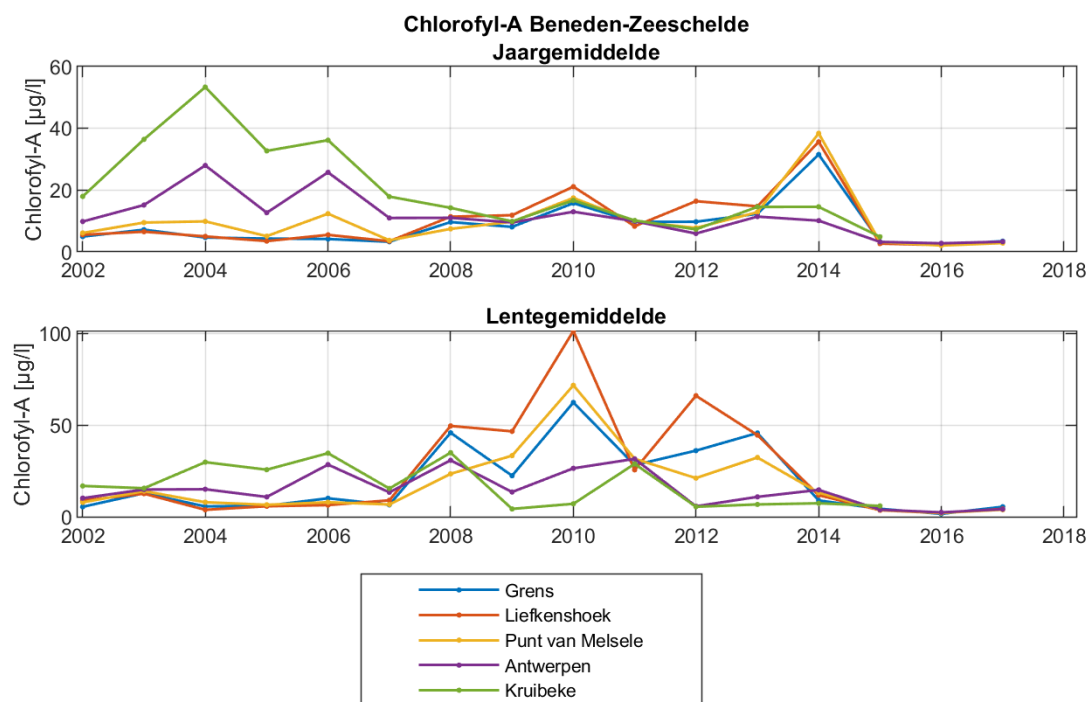 Chlorofyl-A Beneden-Zeeschelde
Jaargemiddelde
Chlorofyl-A [µg/l]
60
40
20
0
2002 2004 2006 2008 2010 2012 2014 2016 2018
Lentegemiddelde
Chlorofyl-A [µg/l]
100
50
0
2002 2004 2006 2008 2010 2012 2014 2016 2018
Grens
Liefkenshoek
Punt van Melsele
Antwerpen
Kruibeke